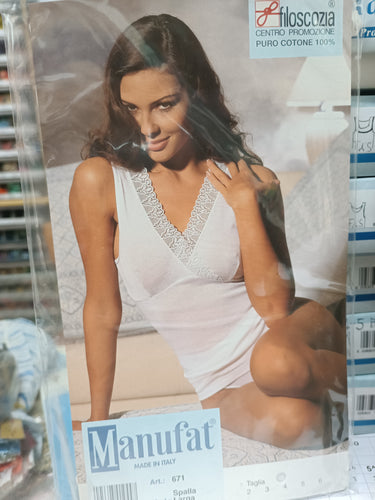 filoscozia®
CENTRO PROMOZIONE
PURO COTONE 100%
Manufat®
MADE IN ITALY
Art.: 671
Spalla
Larga
Taglia
2 3 4 5 6